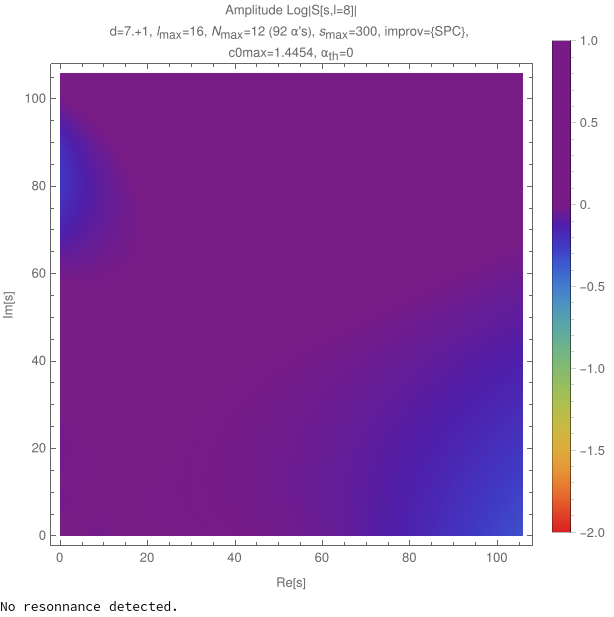 Amplitude Log|S[s,l=8]|
d=7.+1, lmax=16, Nmax=12 (92 α's), smax=300, improv={SPC},
c0max=1.4454, αth=0
1.0
0.5
0.
−0.5
−1.0
−1.5
−2.0
100
80
60
40
20
0
Im[s]
0 20 40 60 80 100
Re[s]
No resonnance detected.